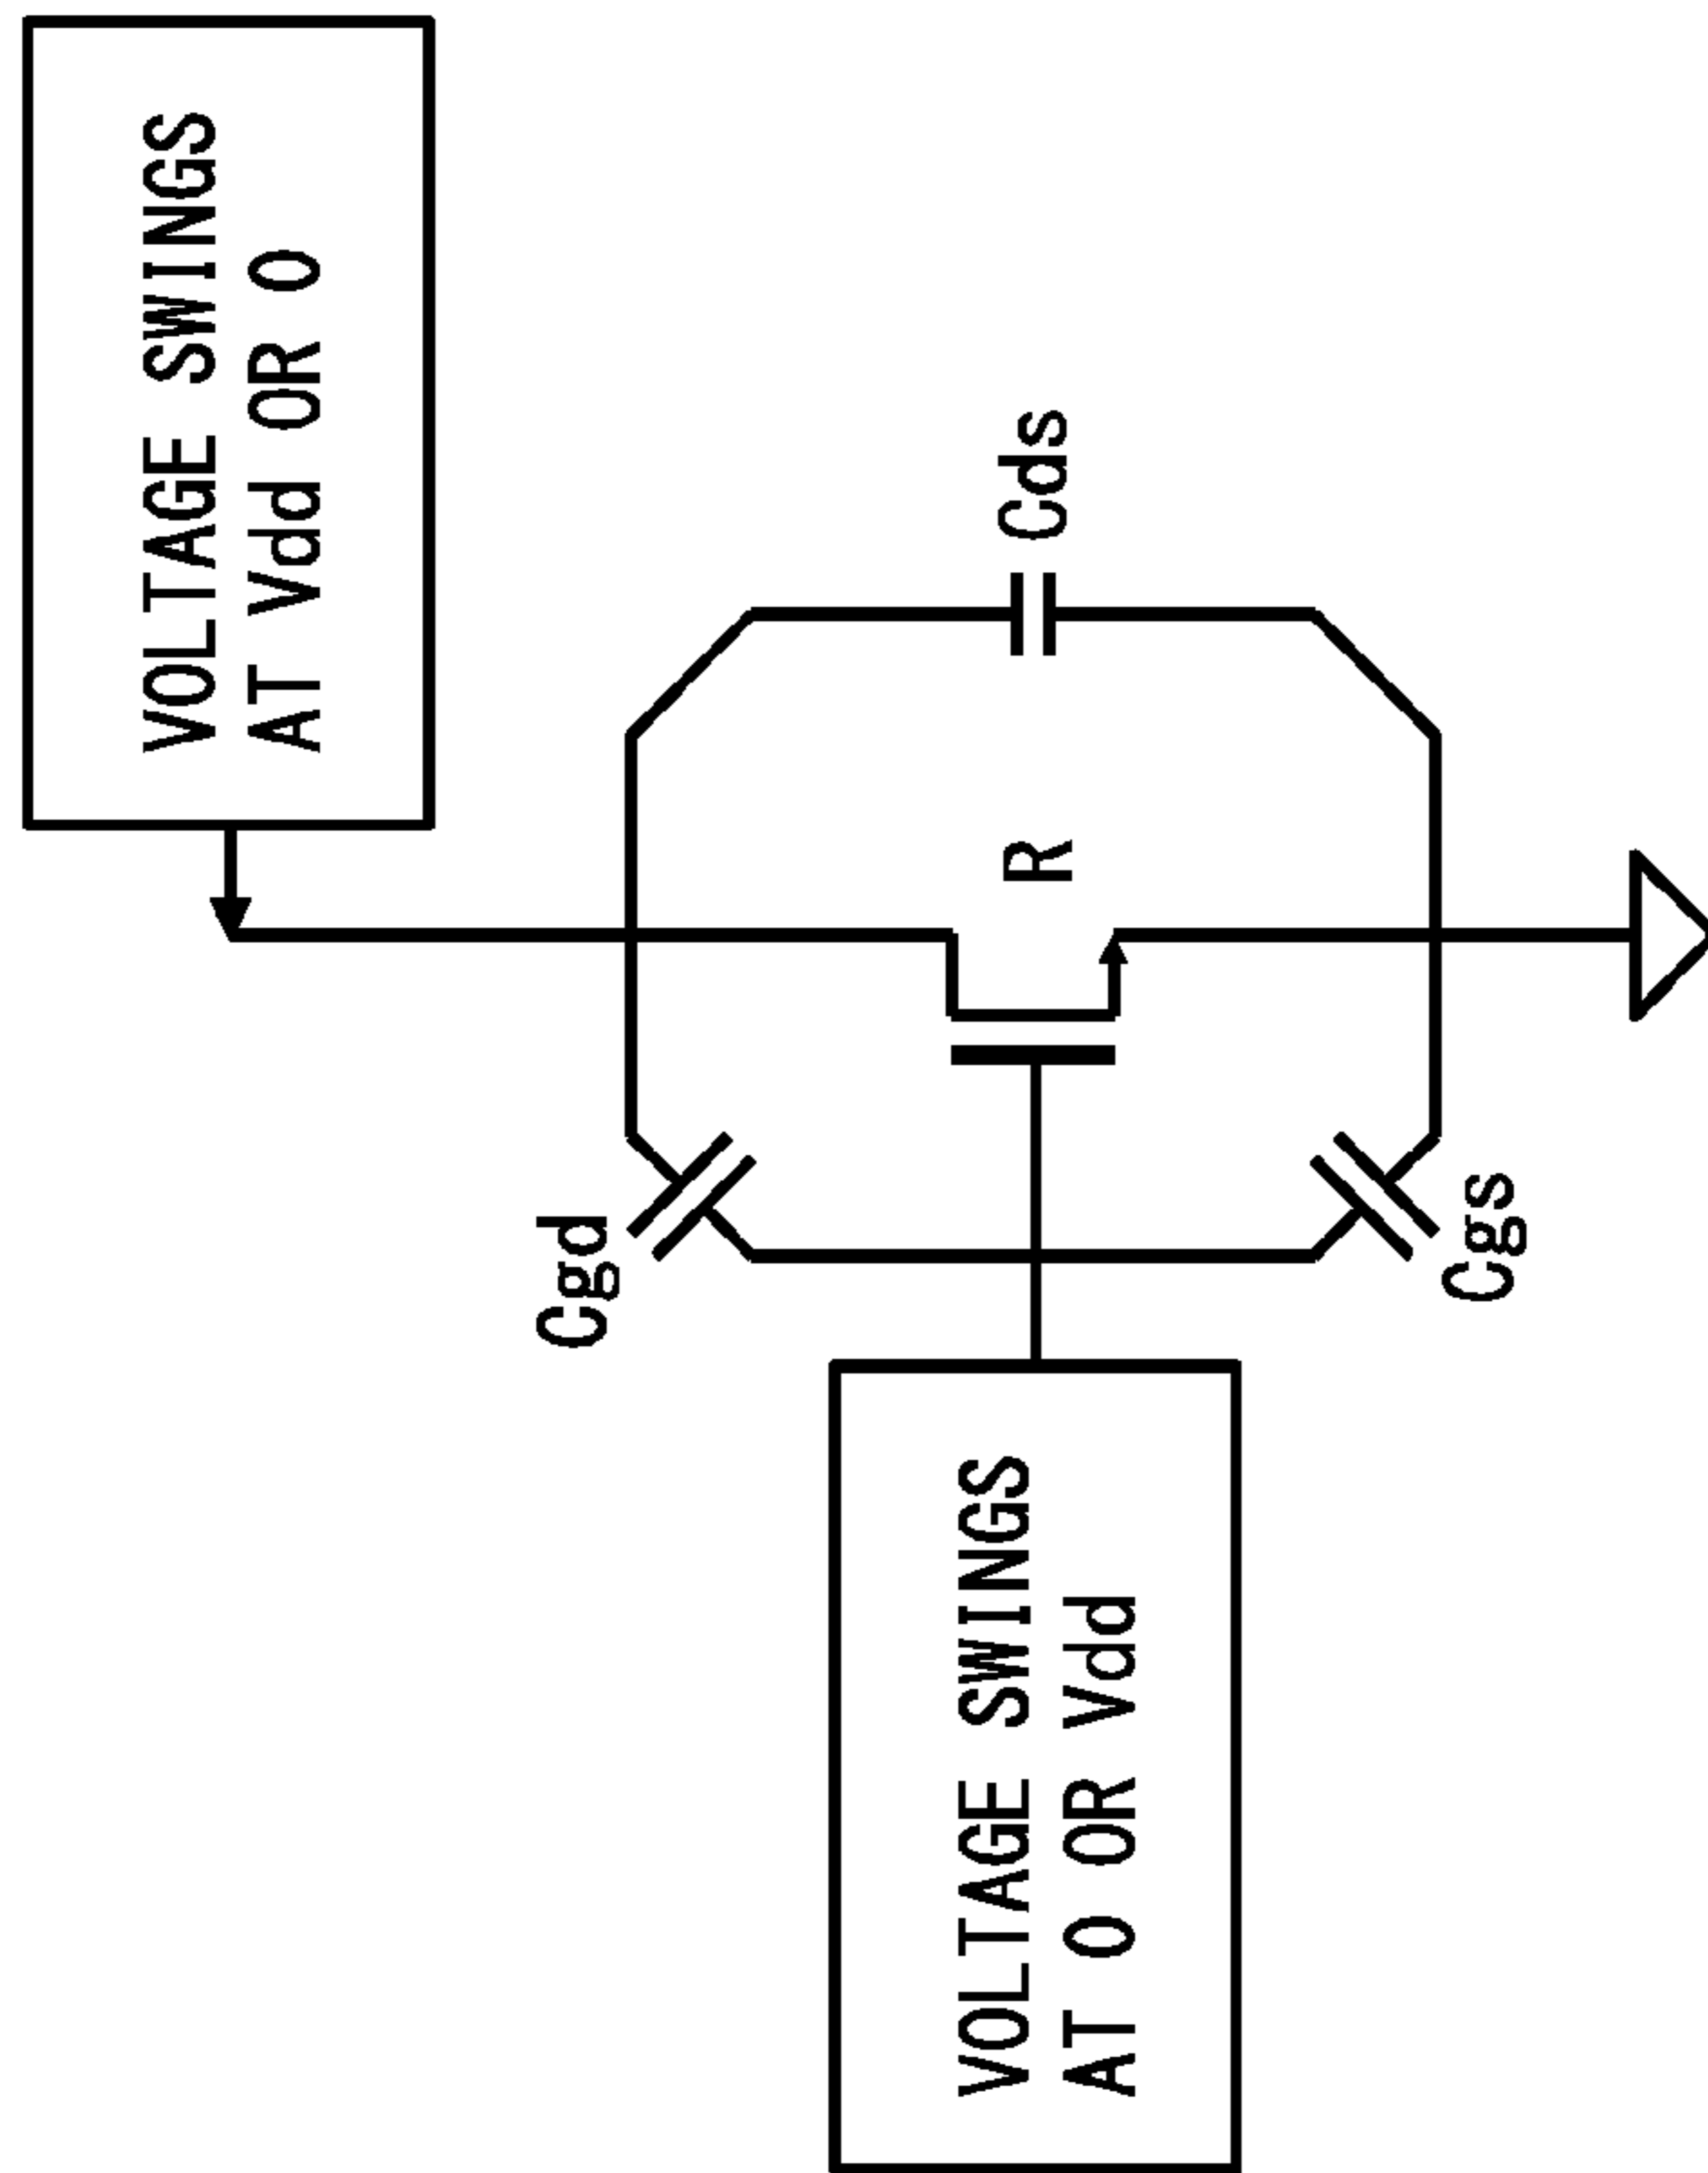 VOLTAGE SWINGS
AT Vdd OR 0
Cds
R
Cgd
Cgs
VOLTAGE SWINGS
AT 0 OR Vdd